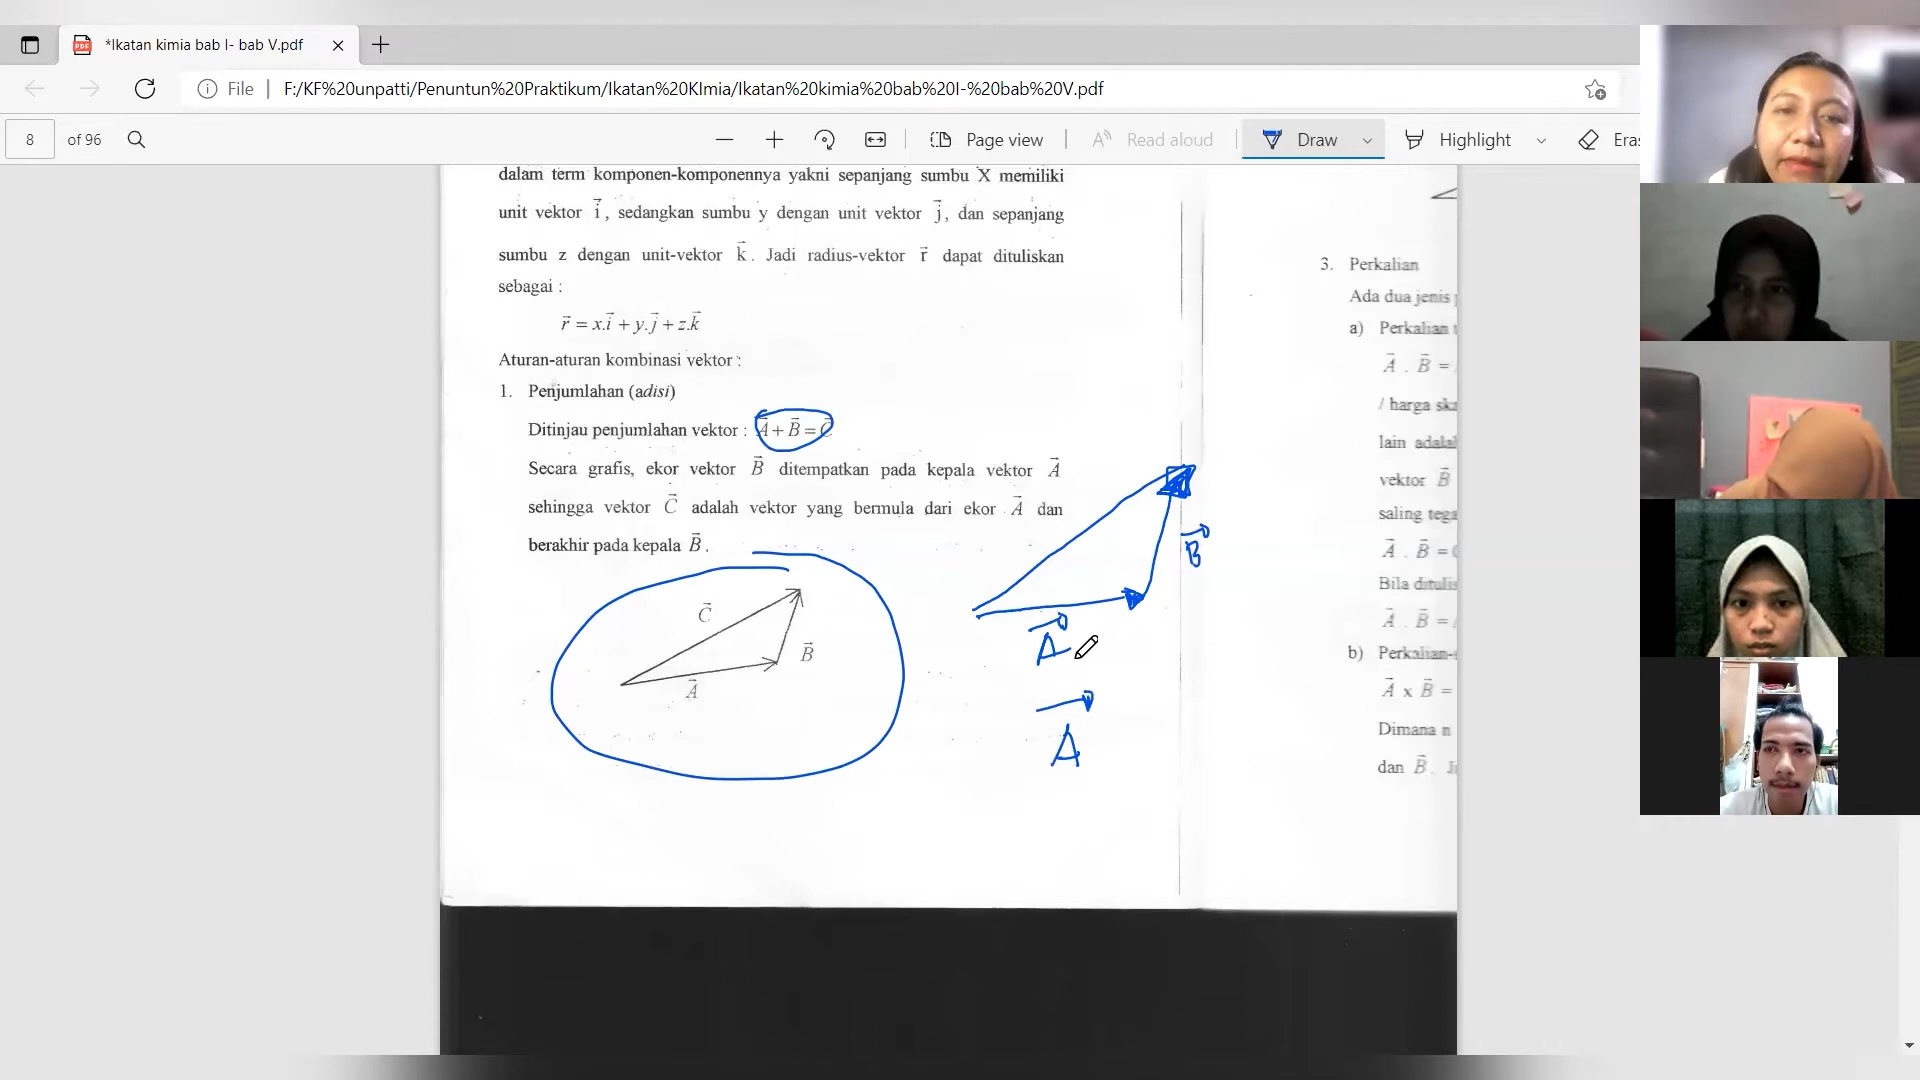 *Ikatan kimia bab I- bab V.pdf
File
F:/KF%20unpatti/Penuntun%20Praktikum/Ikatan%20KImia/Ikatan%20kimia%20bab%20I-%20bab%20V.pdf
8 of 96
Page view
Read aloud
Draw
Highlight
Eras
dalam term komponen-komponennya yakni sepanjang sumbu X memiliki
unit vektor i⃗, sedangkan sumbu y dengan unit vektor j⃗, dan sepanjang
sumbu z dengan unit-vektor k⃗. Jadi radius-vektor r⃗ dapat dituliskan
sebagai :
r⃗ = x.i⃗ + y.j⃗ + z.k⃗
Aturan-aturan kombinasi vektor :
1. Penjumlahan (adisi)
Ditinjau penjumlahan vektor : A⃗ + B⃗ = C⃗
Secara grafis, ekor vektor B⃗ ditempatkan pada kepala vektor A⃗
sehingga vektor C⃗ adalah vektor yang bermula dari ekor A⃗ dan
berakhir pada kepala B⃗.
C⃗
B⃗
A⃗
B⃗
A⃗
A⃗
3. Perkalian
Ada dua jenis
a) Perkalian
A⃗ . B⃗ =
/ harga ska
lain adalal
vektor B⃗
saling tega
A⃗ . B⃗ = 0
Bila ditulis
A⃗ . B⃗ =
b) Perkalian-
A⃗ x B⃗ =
Dimana n
dan B⃗.